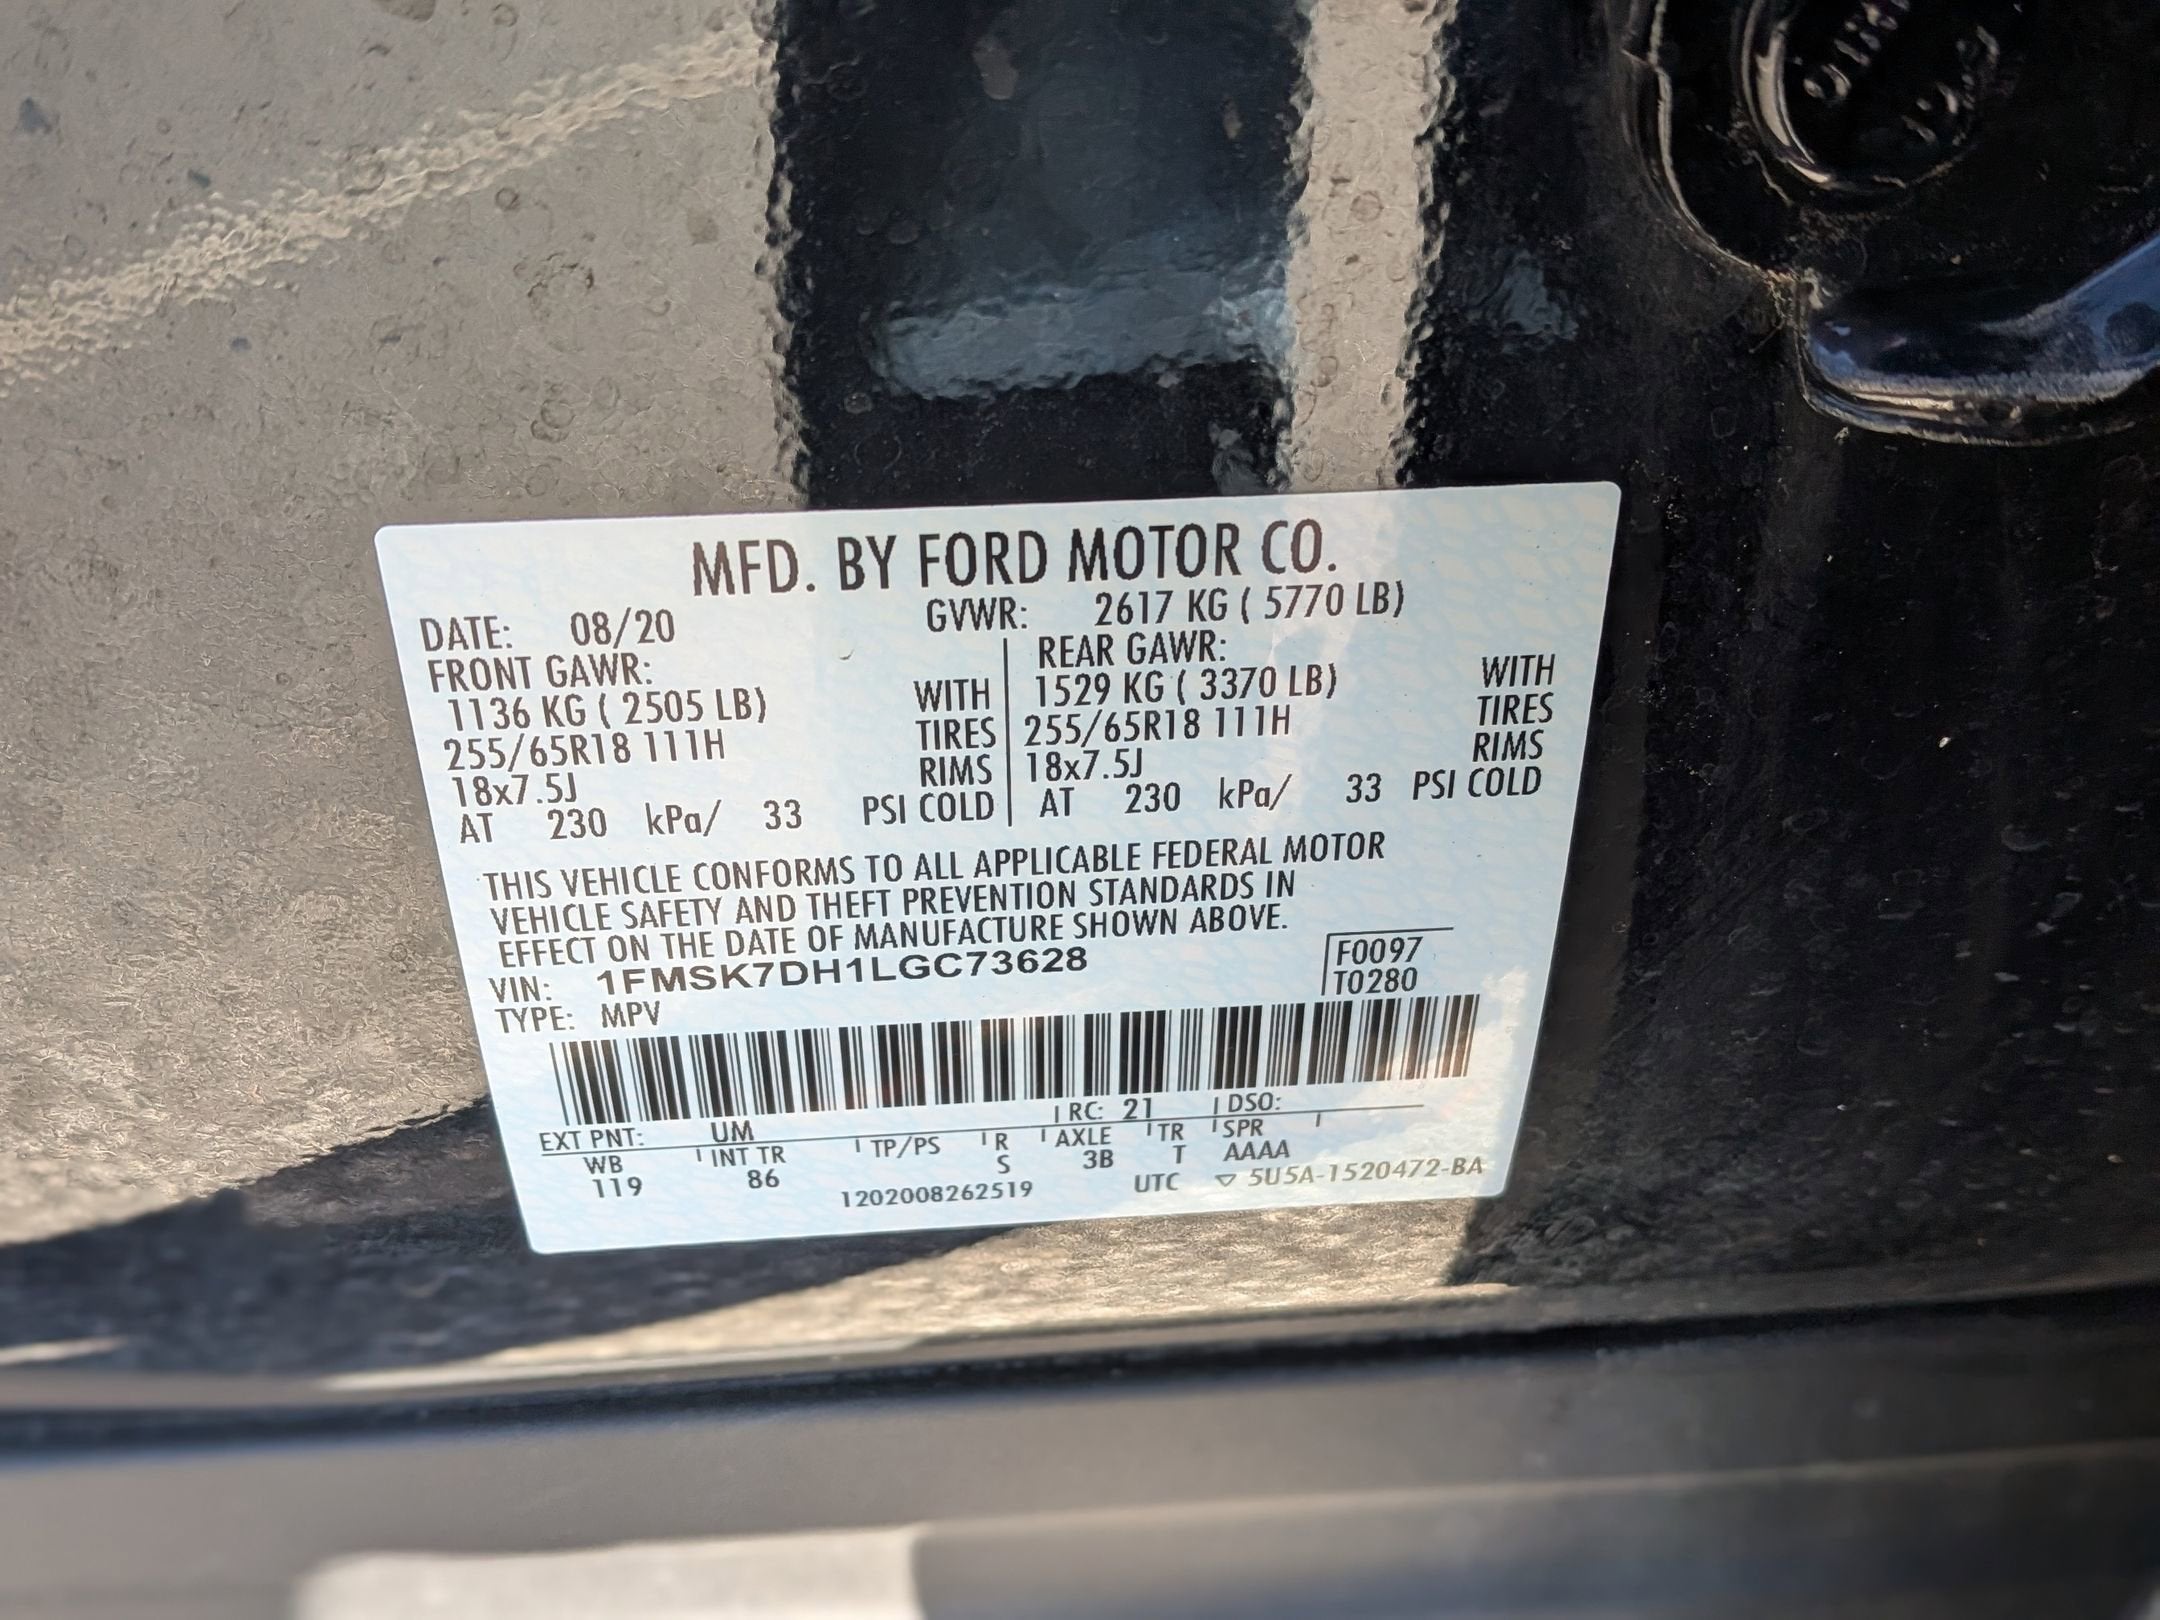 MFD. BY FORD MOTOR CO.
DATE: 08/20 GVWR: 2617 KG ( 5770 LB)
FRONT GAWR: REAR GAWR:
1136 KG ( 2505 LB) WITH 1529 KG ( 3370 LB) WITH
255/65R18 111H TIRES 255/65R18 111H TIRES
18x7.5J RIMS 18x7.5J RIMS
AT 230 kPa/ 33 PSI COLD AT 230 kPa/ 33 PSI COLD
THIS VEHICLE CONFORMS TO ALL APPLICABLE FEDERAL MOTOR
VEHICLE SAFETY AND THEFT PREVENTION STANDARDS IN
EFFECT ON THE DATE OF MANUFACTURE SHOWN ABOVE.
VIN: 1FMSK7DH1LGC73628 F0097
TYPE: MPV T0280
EXT PNT: UM RC: 21 DSO:
WB INT TR TP/PS R AXLE TR SPR
119 86 S 3B T AAAA
1202008262519 UTC ▽ 5U5A-1520472-BA